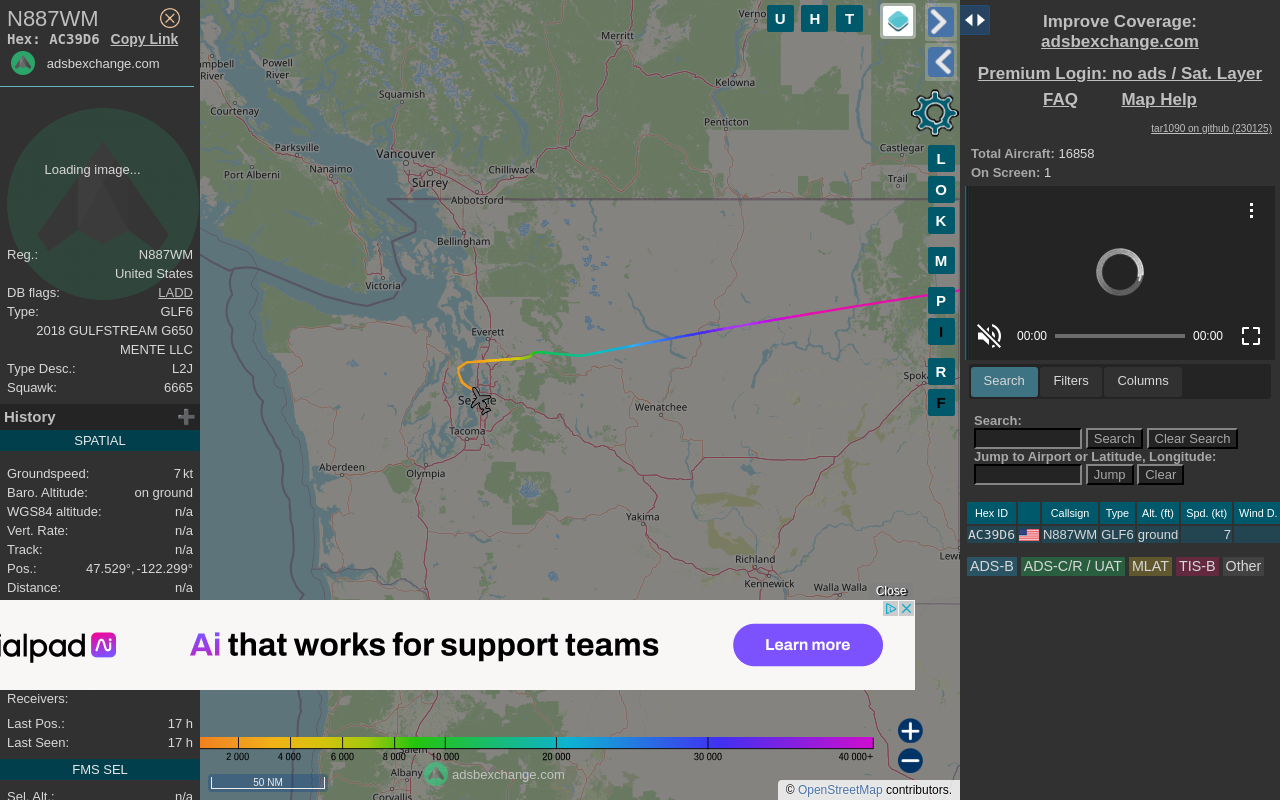 N887WM
Hex: AC39D6 Copy Link
adsbexchange.com
Loading image...
Reg.: N887WM
United States
DB flags: LADD
Type: GLF6
2018 GULFSTREAM G650
MENTE LLC
Type Desc.: L2J
Squawk: 6665
History
SPATIAL
Groundspeed: 7 kt
Baro. Altitude: on ground
WGS84 altitude: n/a
Vert. Rate: n/a
Track: n/a
Pos.: 47.529°, -122.299°
Distance: n/a
Receivers:
Last Pos.: 17 h
Last Seen: 17 h
FMS SEL
Sel. Alt.: n/a
U H T
Merritt
Powell
River
River
Squamish
Kelowna
Courtenay
Penticton
Parksville
Vancouver
Castlegar
Nanaimo
Chilliwack
Port Alberni
Surrey
Trail
Abbotsford
Bellingham
Victoria
Everett
Wenatchee
Tacoma
Aberdeen
Olympia
Yakima
Richland
Kennewick
Walla Walla
L
O
K
M
P
I
R
F
Close
ialpad Ai
Ai that works for support teams
Learn more
2 000 4 000 6 000 8 000 10 000 20 000 30 000 40 000+
Albany
adsbexchange.com
50 NM
Corvallis
© OpenStreetMap contributors.
Improve Coverage:
adsbexchange.com
Premium Login: no ads / Sat. Layer
FAQ Map Help
tar1090 on github (230125)
Total Aircraft: 16858
On Screen: 1
00:00 00:00
Search Filters Columns
Search:
Search Clear Search
Jump to Airport or Latitude, Longitude:
Jump Clear
Hex ID Callsign Type Alt. (ft) Spd. (kt) Wind D.
AC39D6 N887WM GLF6 ground 7
ADS-B ADS-C/R / UAT MLAT TIS-B Other